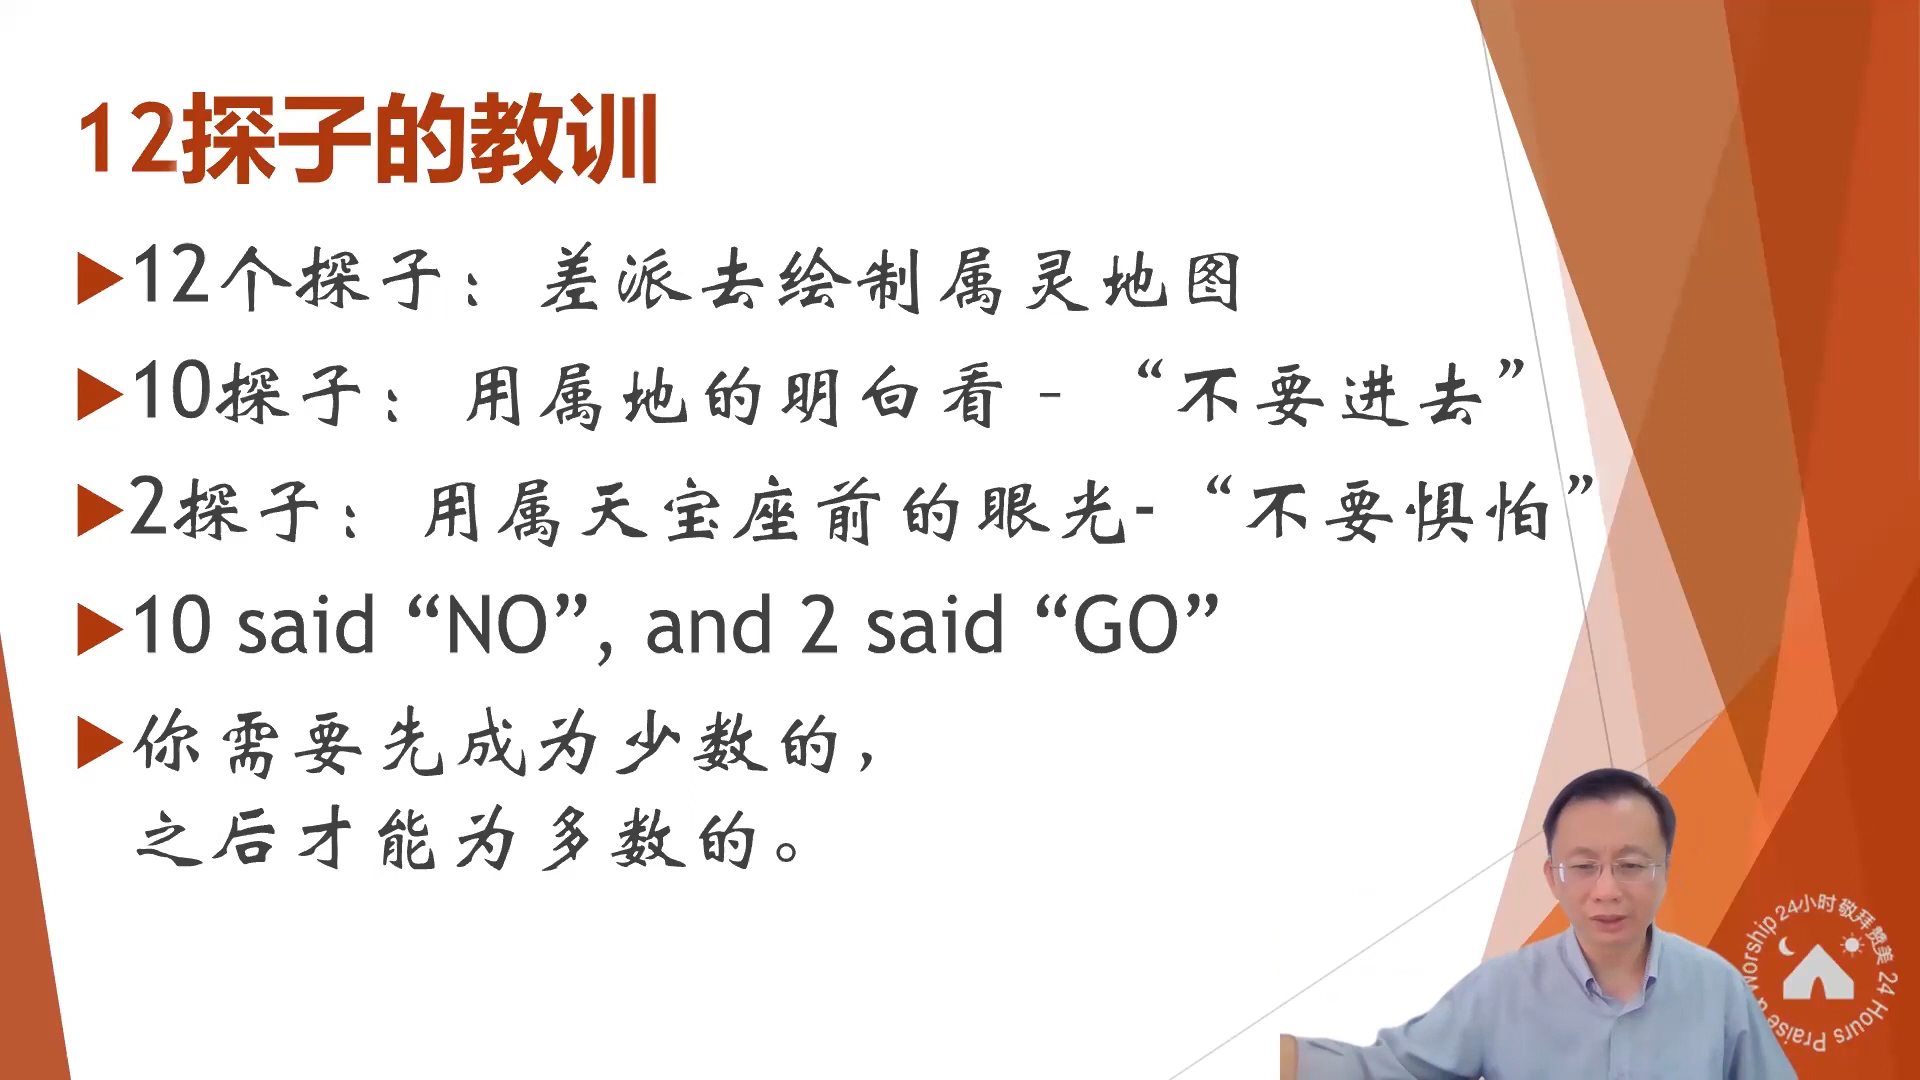 12探子的教训
12个探子：差派去绘制属灵地图
10探子：用属地的明白看 - “不要进去”
2探子：用属天宝座前的眼光-“不要惧怕”
10 said “NO”, and 2 said “GO”
你需要先成为少数的，
之后才能为多数的。
24小时敬拜赞美 24 Hours Praise & Worship